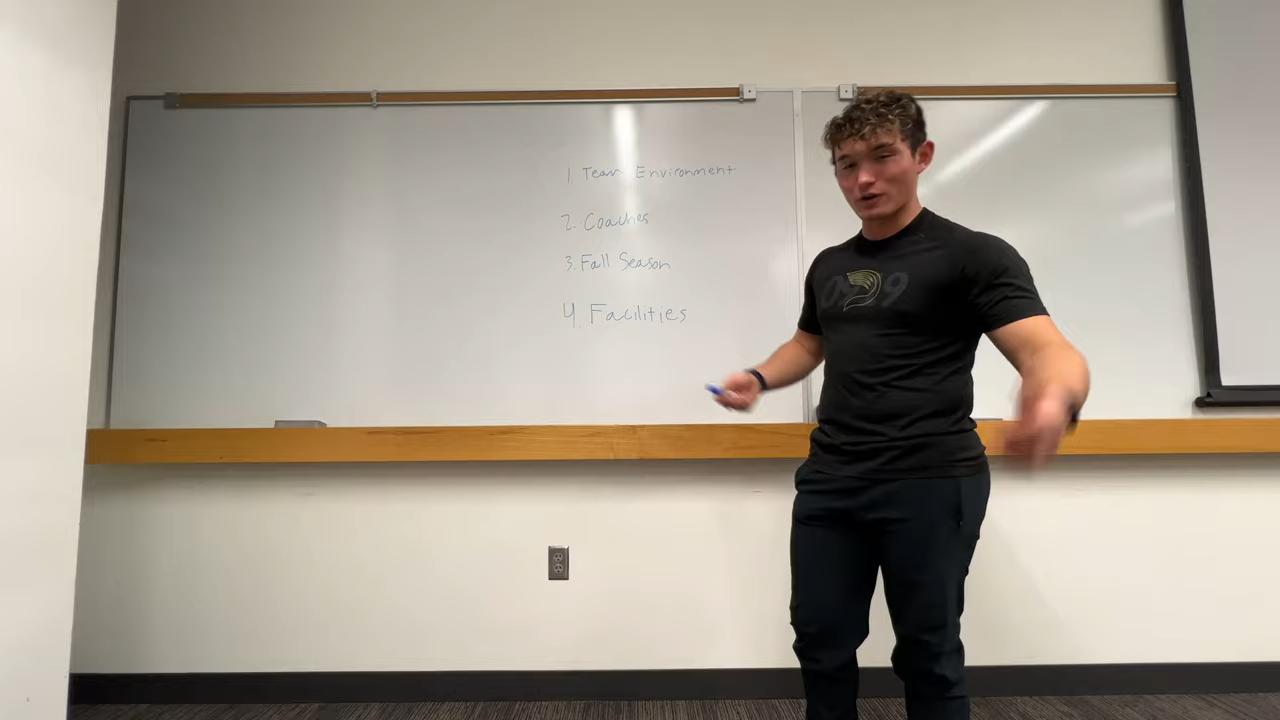 1. Team Environment
2. Coaches
3. Fall Season
4. Facilities